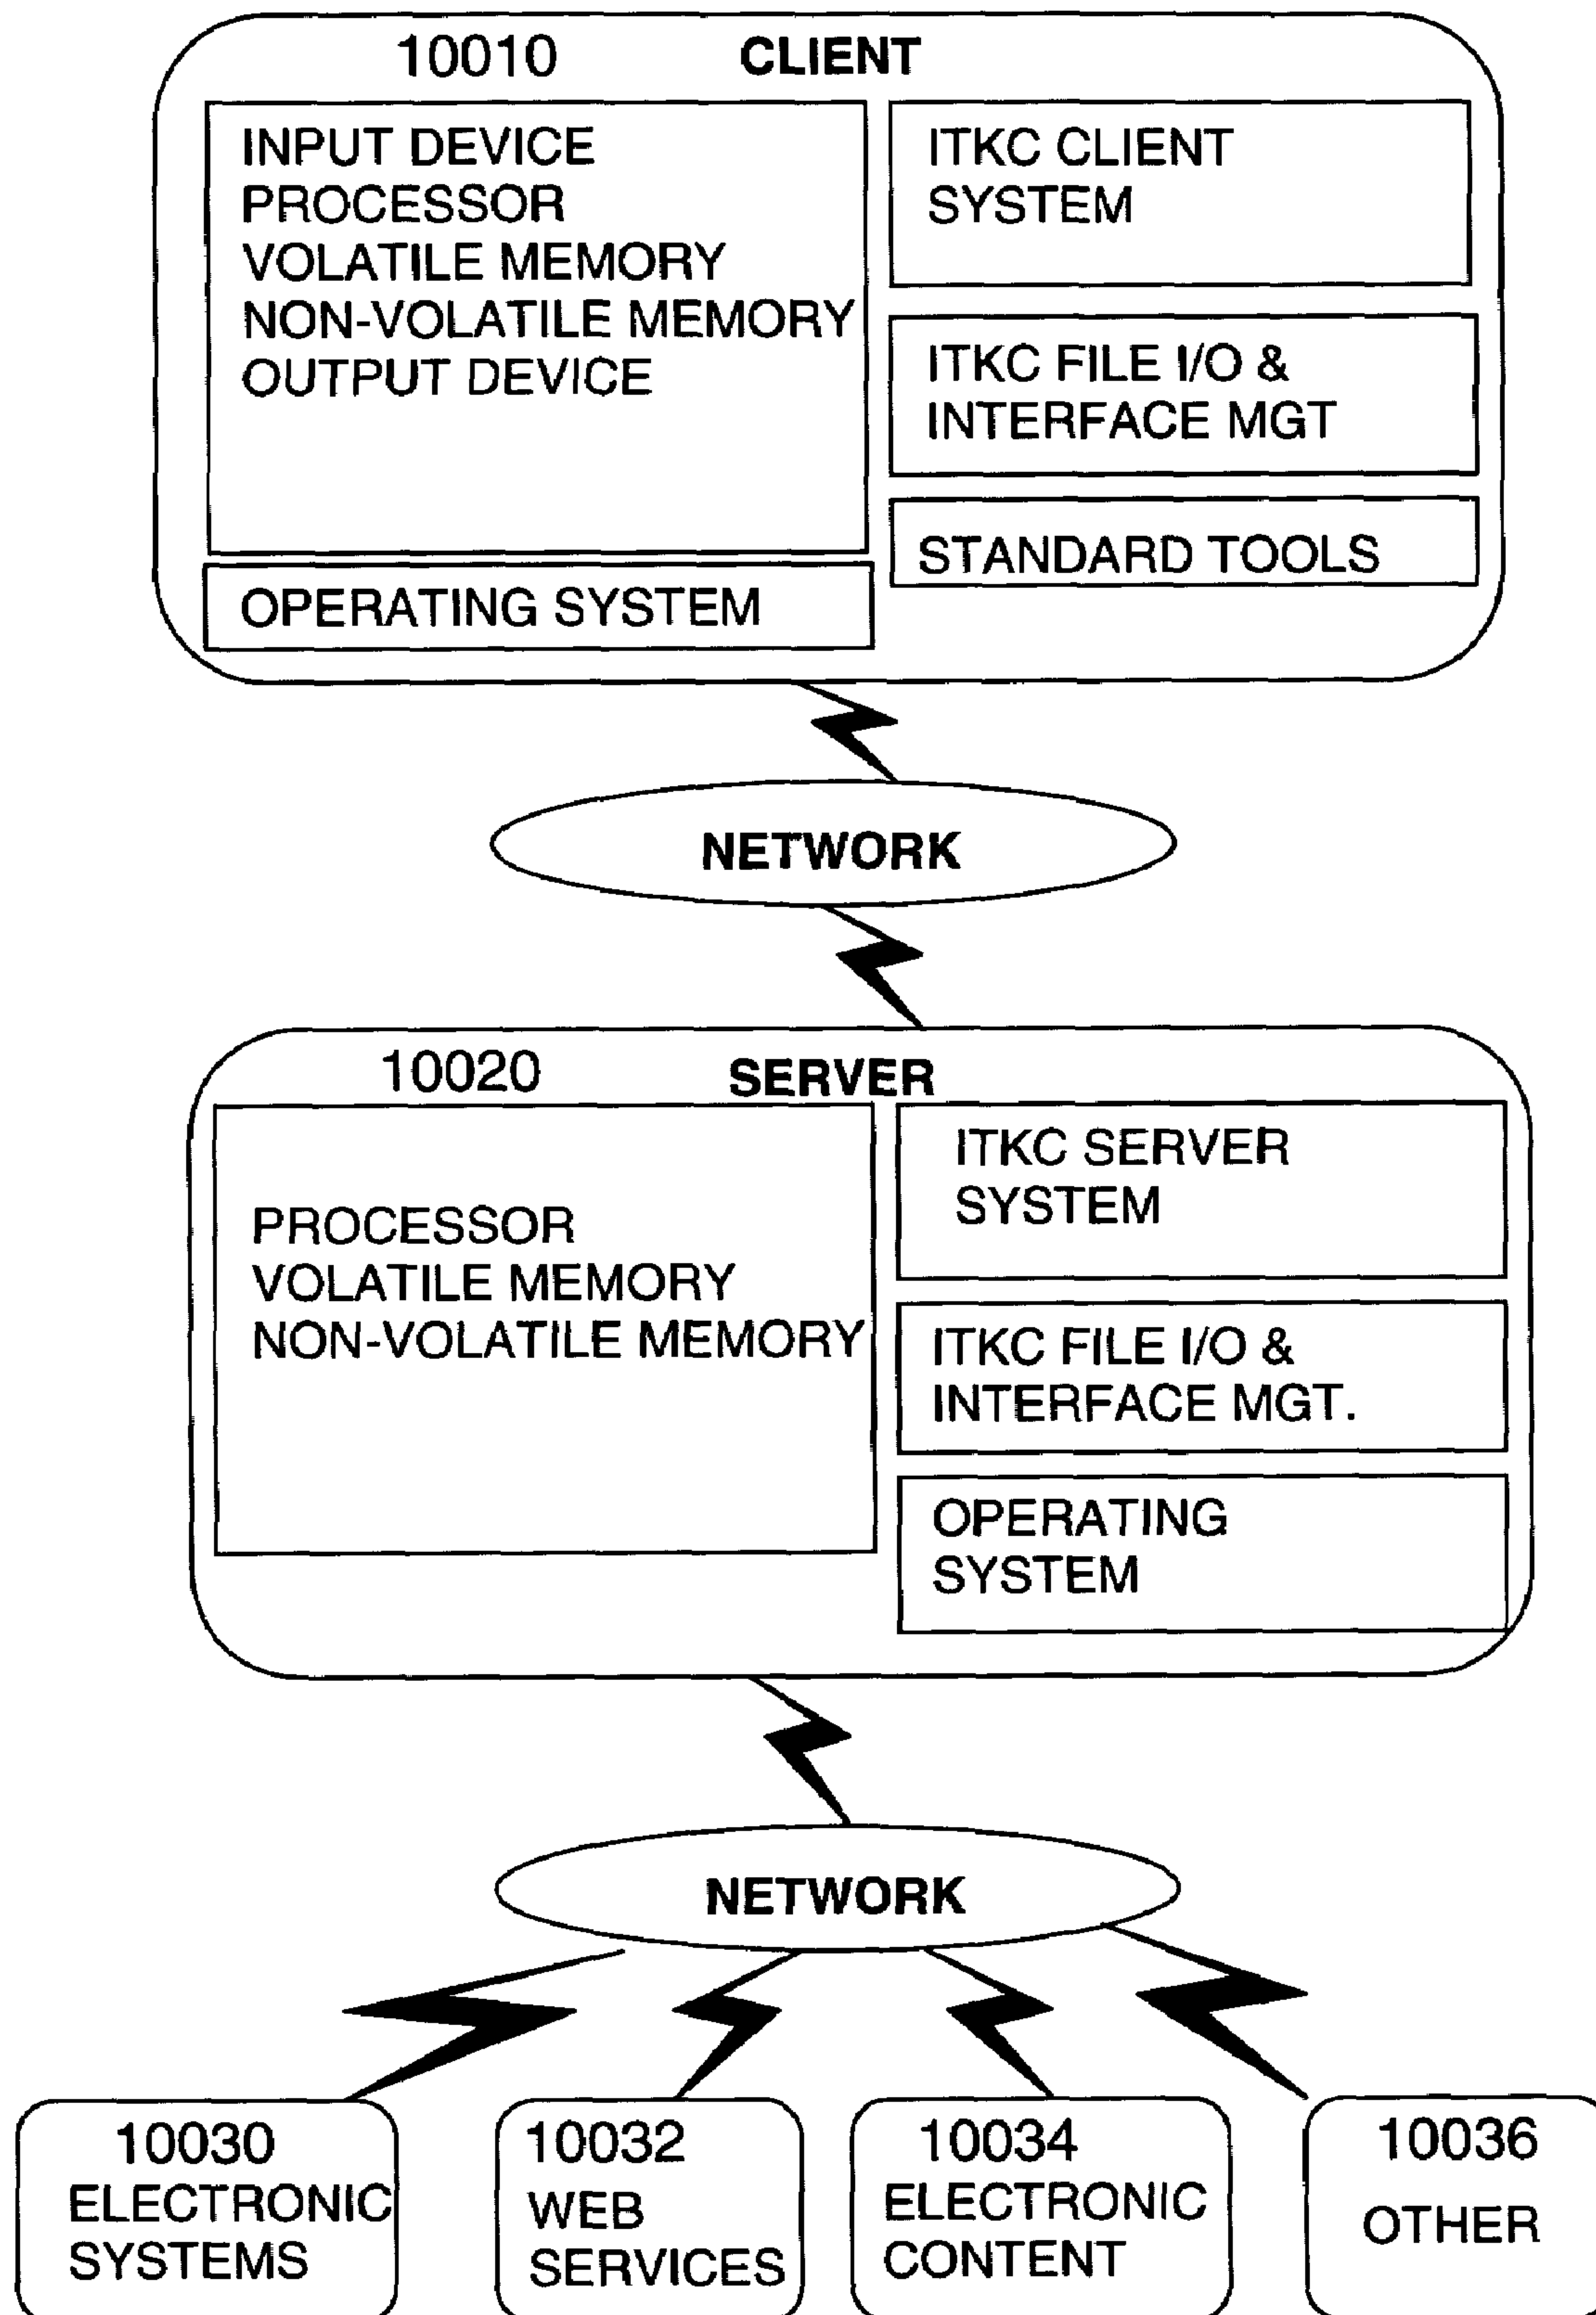 10010 CLIENT
INPUT DEVICE
PROCESSOR
VOLATILE MEMORY
NON-VOLATILE MEMORY
OUTPUT DEVICE
OPERATING SYSTEM
ITKC CLIENT
SYSTEM
ITKC FILE I/O &
INTERFACE MGT
STANDARD TOOLS
NETWORK
10020 SERVER
PROCESSOR
VOLATILE MEMORY
NON-VOLATILE MEMORY
ITKC SERVER
SYSTEM
ITKC FILE I/O &
INTERFACE MGT.
OPERATING
SYSTEM
NETWORK
10030
ELECTRONIC
SYSTEMS
10032
WEB
SERVICES
10034
ELECTRONIC
CONTENT
10036
OTHER